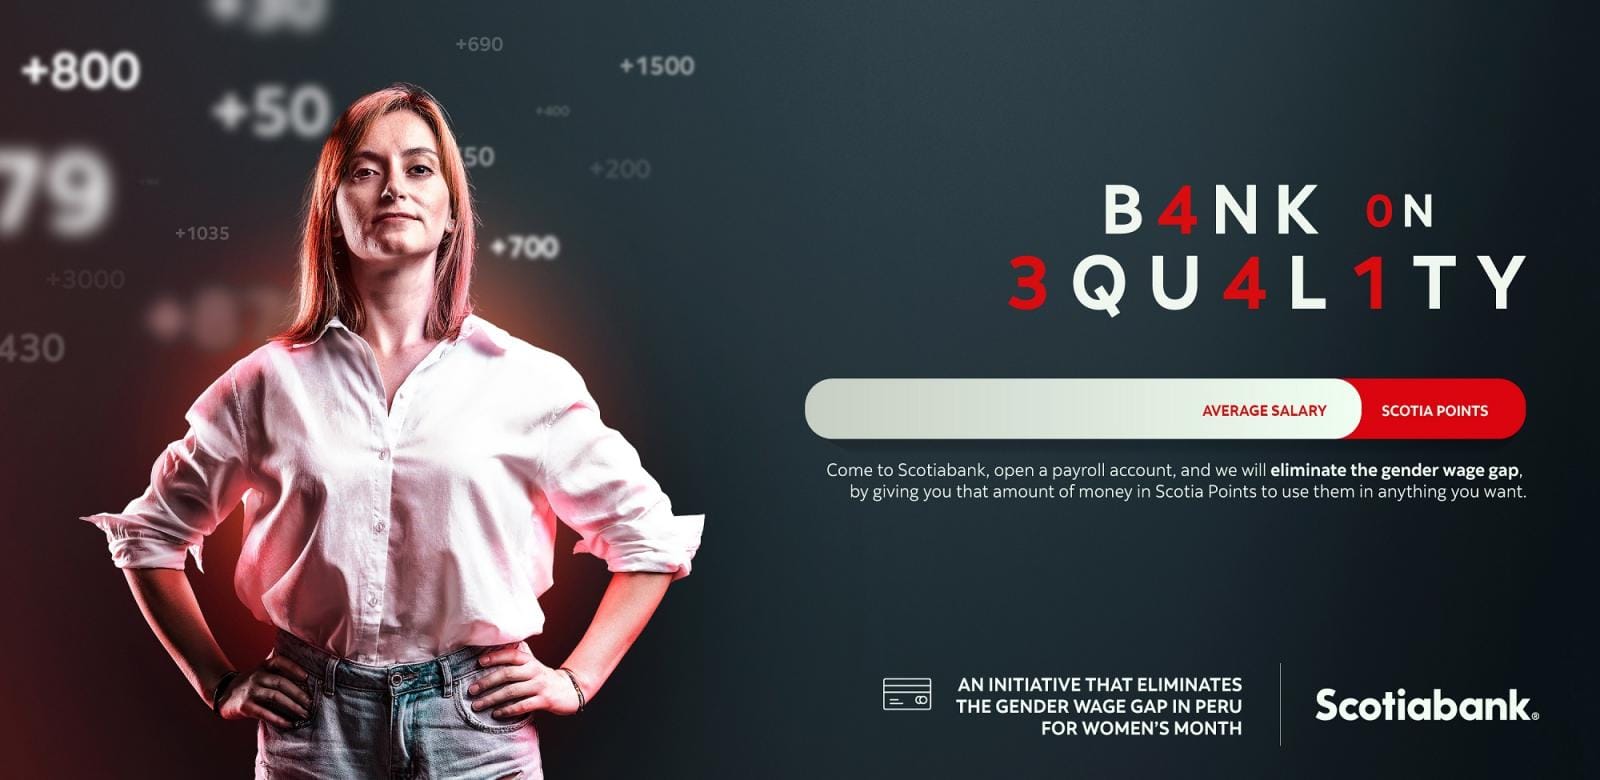 +30
+690
+800
+1500
+50
+400
50
+200
79
+1035
+700
+3000
+87
430
B4NK 0N
3QU4L1TY
AVERAGE SALARY
SCOTIA POINTS
Come to Scotiabank, open a payroll account, and we will eliminate the gender wage gap,
by giving you that amount of money in Scotia Points to use them in anything you want.
AN INITIATIVE THAT ELIMINATES
THE GENDER WAGE GAP IN PERU
FOR WOMEN'S MONTH
Scotiabank®